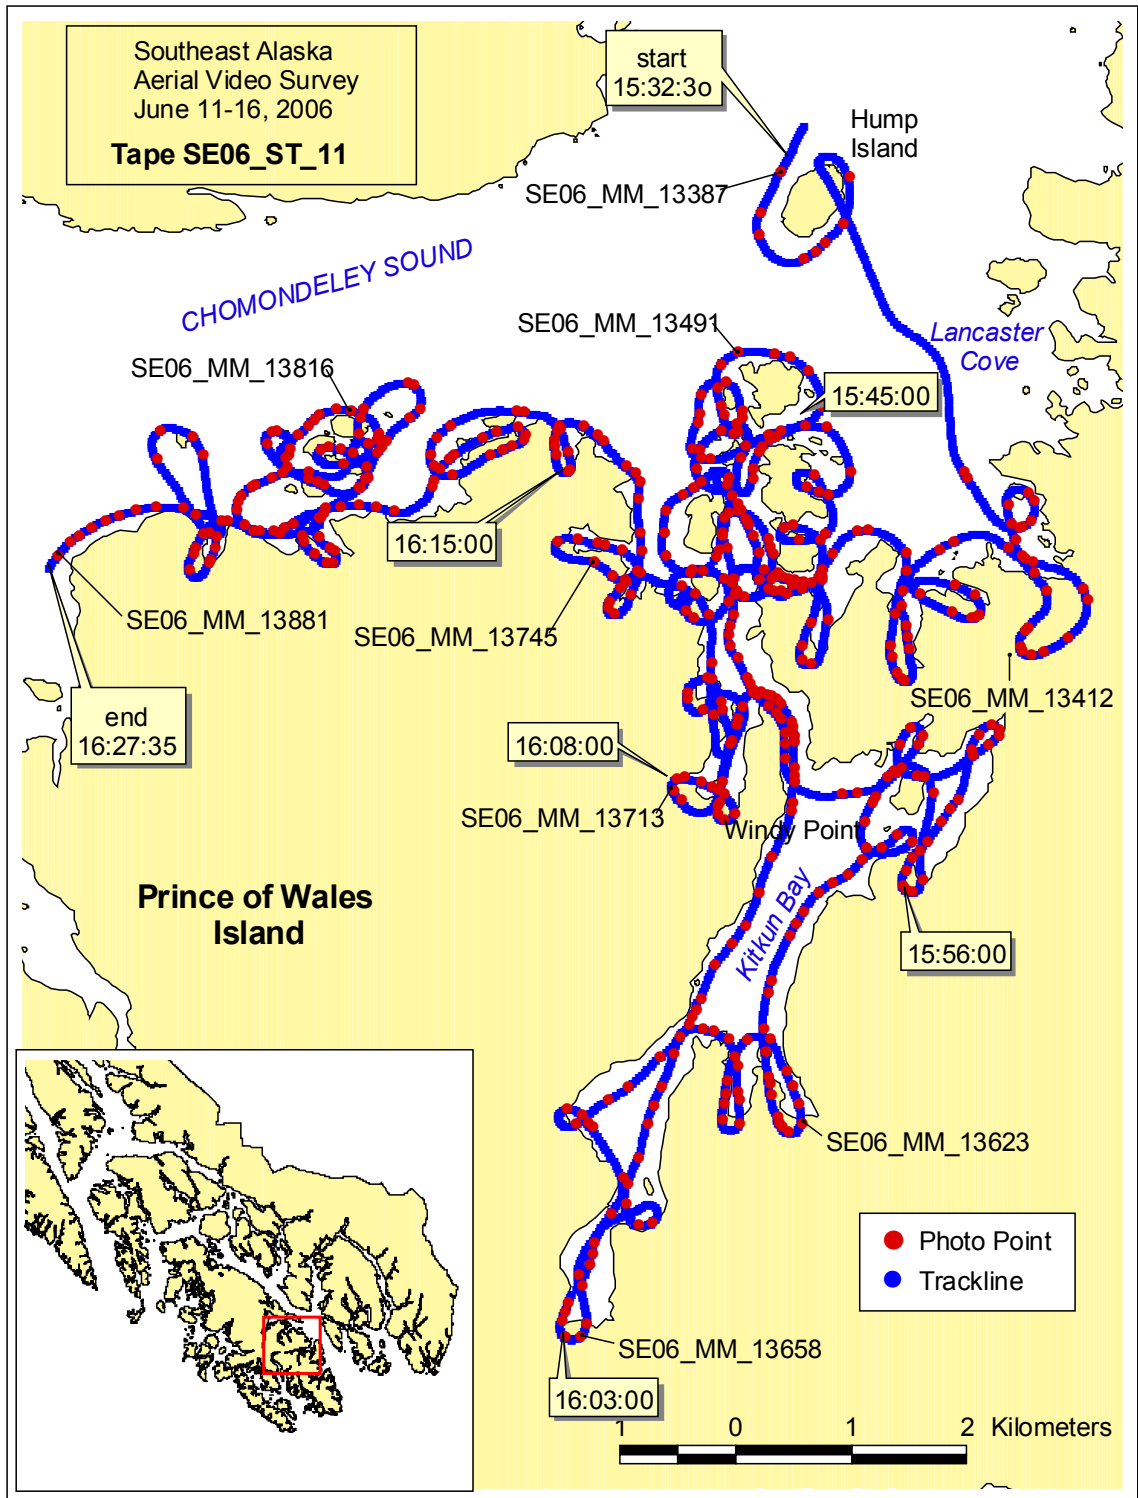 Southeast Alaska
Aerial Video Survey
June 11-16, 2006
Tape SE06_ST_11
start
15:32:3o
Hump
Island
SE06_MM_13387
CHOMONDELEY SOUND
SE06_MM_13491
Lancaster
Cove
SE06_MM_13816
15:45:00
16:15:00
SE06_MM_13881
SE06_MM_13745
SE06_MM_13412
end
16:27:35
16:08:00
SE06_MM_13713
Windy Point
Prince of Wales
Island
Kitkun Bay
15:56:00
SE06_MM_13623
Photo Point
Trackline
SE06_MM_13658
16:03:00
1 0 1 2 Kilometers